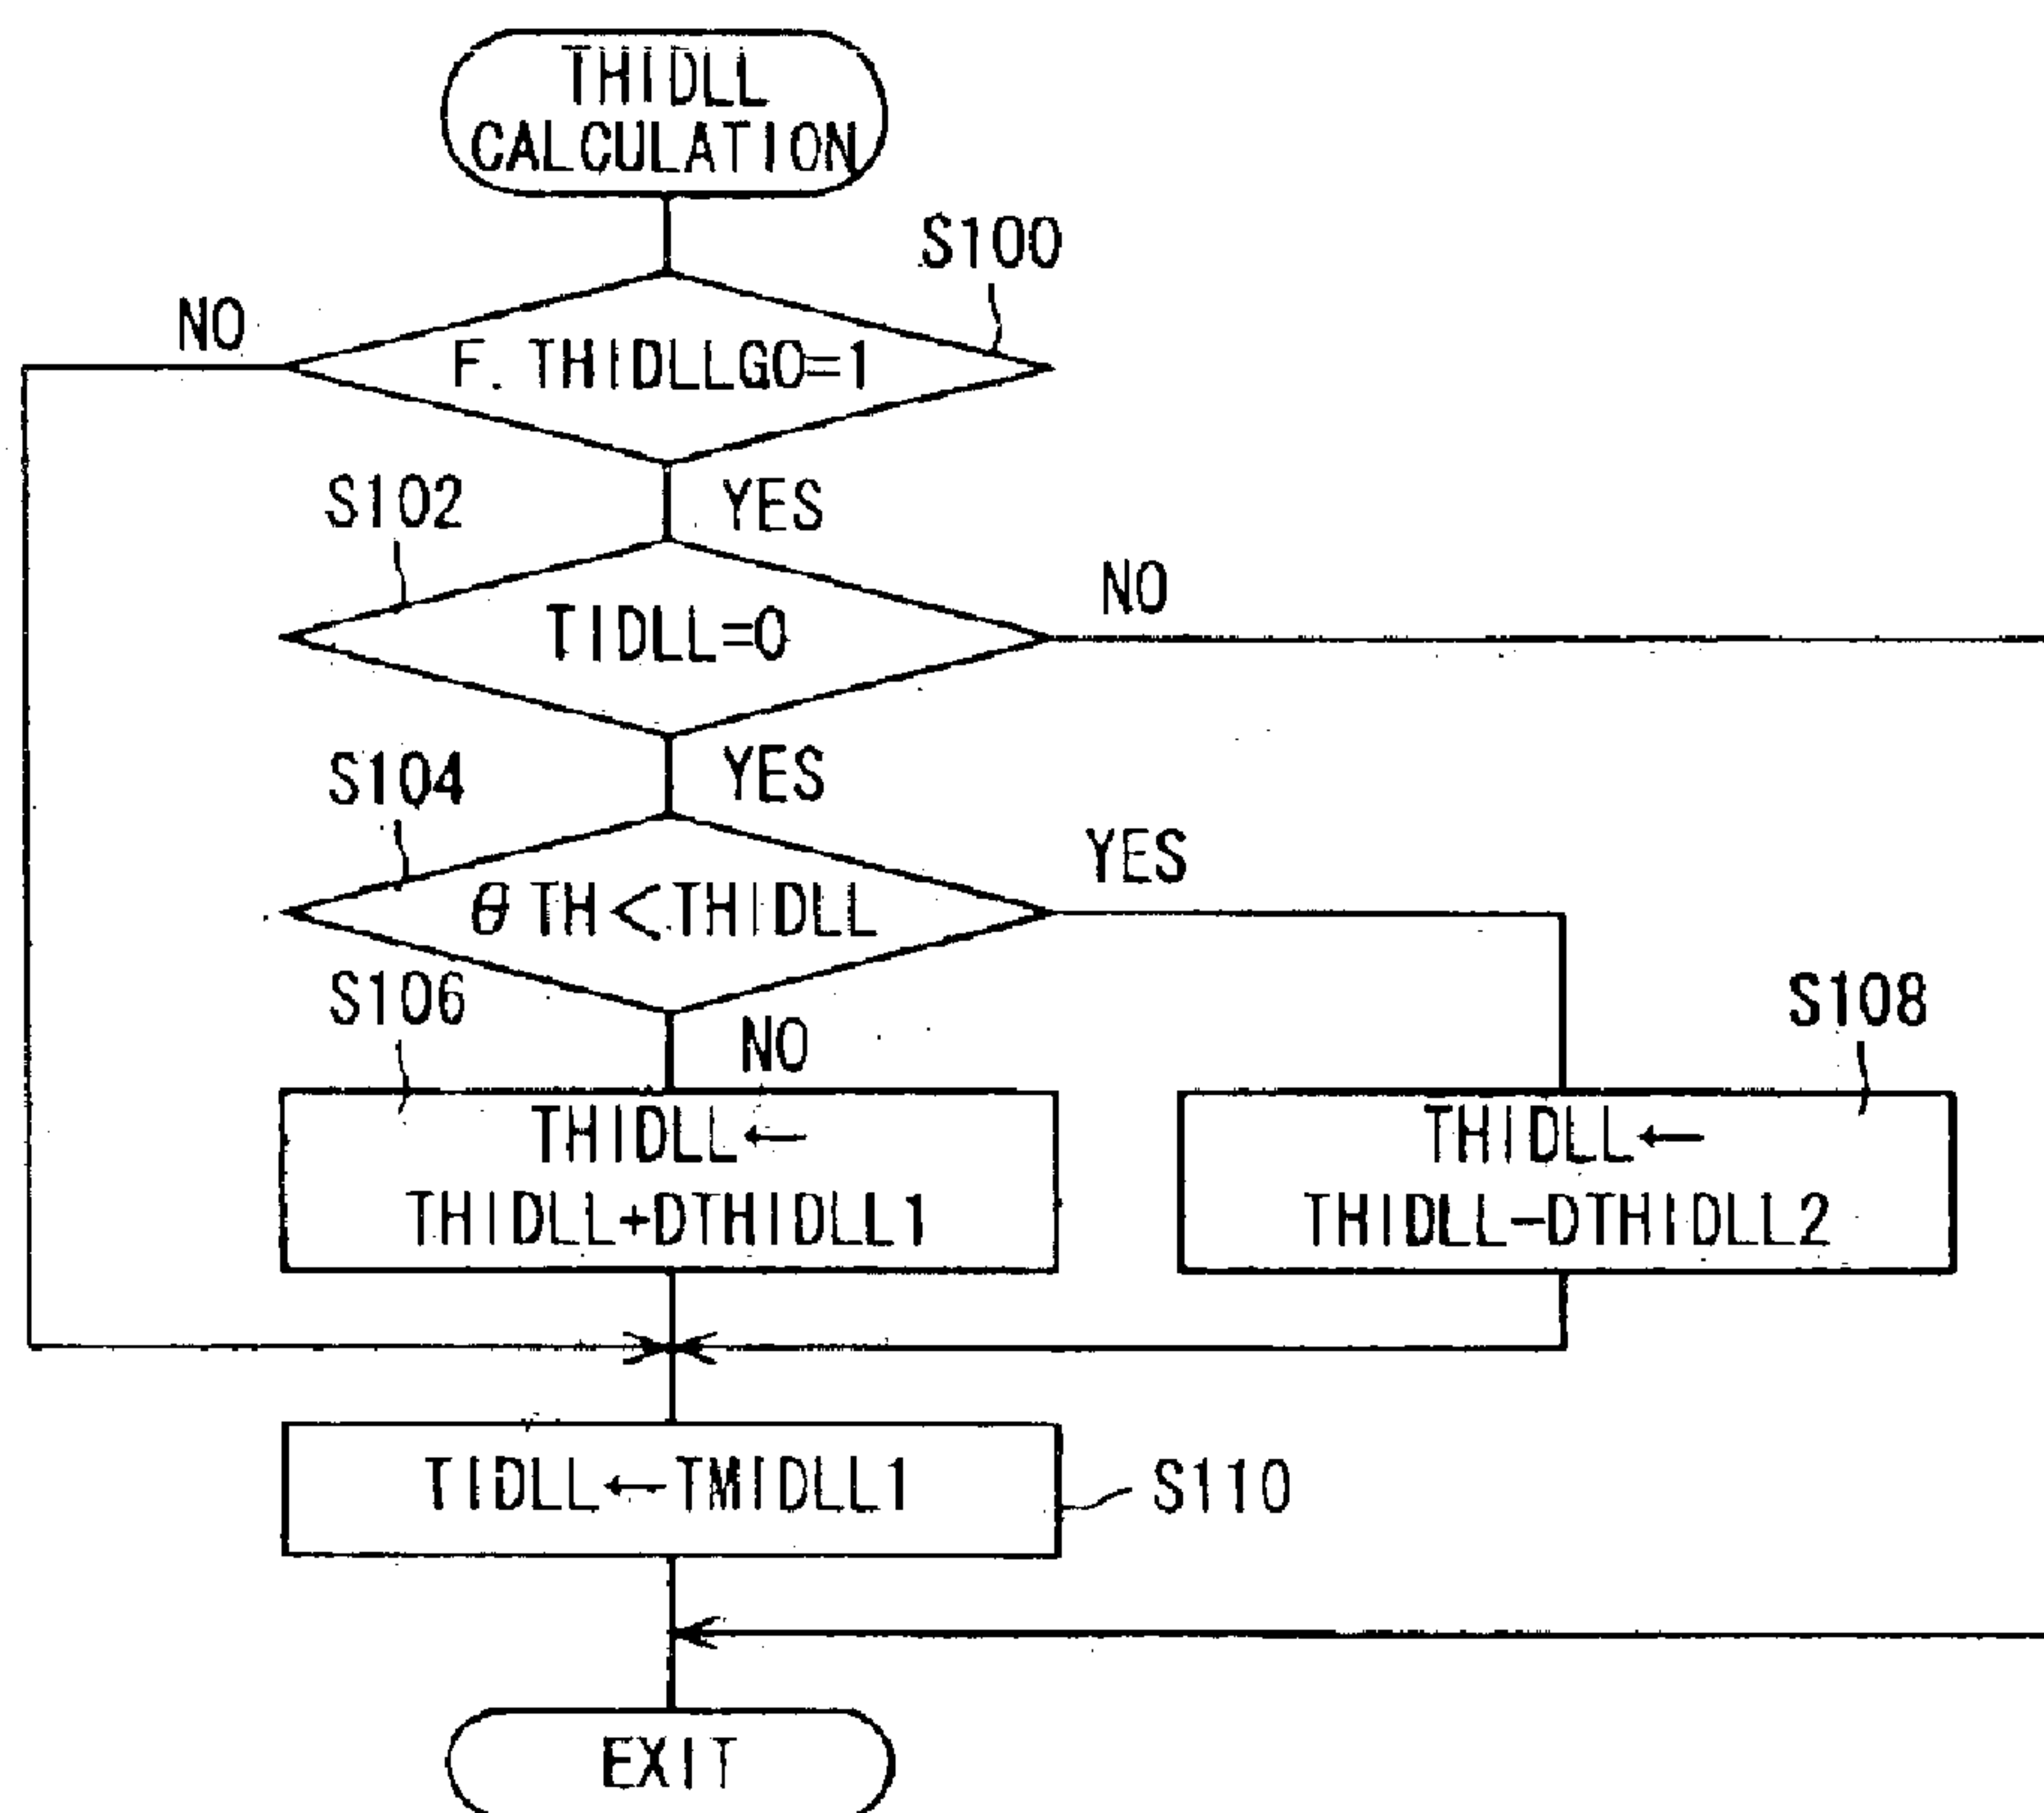 THIDLL
CALCULATION
S100
NO
F. THIDLLGO=1
S102
YES
TIDLL=0
NO
S104
YES
θTH<THIDLL
YES
S106
NO
S108
THIDLL←
THIDLL+DTHIDLL1
THIDLL←
THIDLL-DTHIDLL2
TIDLL←TMIDLL1
S110
EXIT